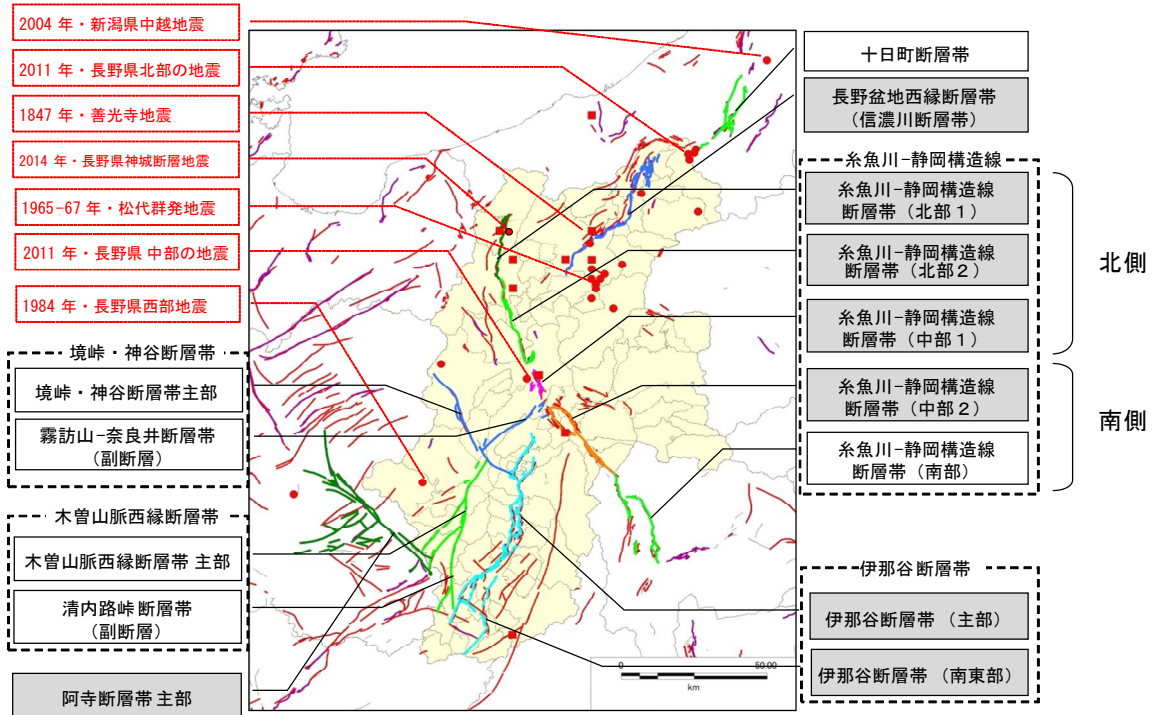 2004 年・新潟県中越地震
2011 年・長野県北部の地震
1847 年・善光寺地震
2014 年・長野県神城断層地震
1965-67 年・松代群発地震
2011 年・長野県 中部の地震
1984 年・長野県西部地震
境峠・神谷断層帯
境峠・神谷断層帯主部
霧訪山-奈良井断層帯
(副断層)
木曽山脈西縁断層帯
木曽山脈西縁断層帯 主部
清内路峠断層帯
(副断層)
阿寺断層帯 主部
十日町断層帯
長野盆地西縁断層帯
(信濃川断層帯)
糸魚川-静岡構造線
糸魚川-静岡構造線
断層帯(北部1)
糸魚川-静岡構造線
断層帯(北部2)
糸魚川-静岡構造線
断層帯(中部1)
糸魚川-静岡構造線
断層帯(中部2)
糸魚川-静岡構造線
断層帯(南部)
北側
南側
伊那谷断層帯
伊那谷断層帯 (主部)
伊那谷断層帯 (南東部)
0 50.00
km